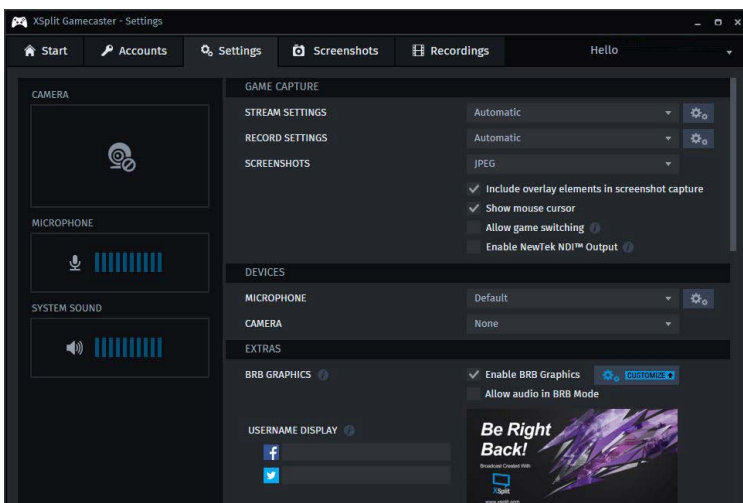 XSplit Gamecaster - Settings
Start Accounts Settings Screenshots Recordings Hello
CAMERA
MICROPHONE
SYSTEM SOUND
GAME CAPTURE
STREAM SETTINGS Automatic
RECORD SETTINGS Automatic
SCREENSHOTS JPEG
Include overlay elements in screenshot capture
Show mouse cursor
Allow game switching
Enable NewTek NDI™ Output
DEVICES
MICROPHONE Default
CAMERA None
EXTRAS
BRB GRAPHICS Enable BRB Graphics CUSTOMIZE
Allow audio in BRB Mode
USERNAME DISPLAY
Be Right
Back!
Broadcast Created With
XSplit
www.xsplit.com